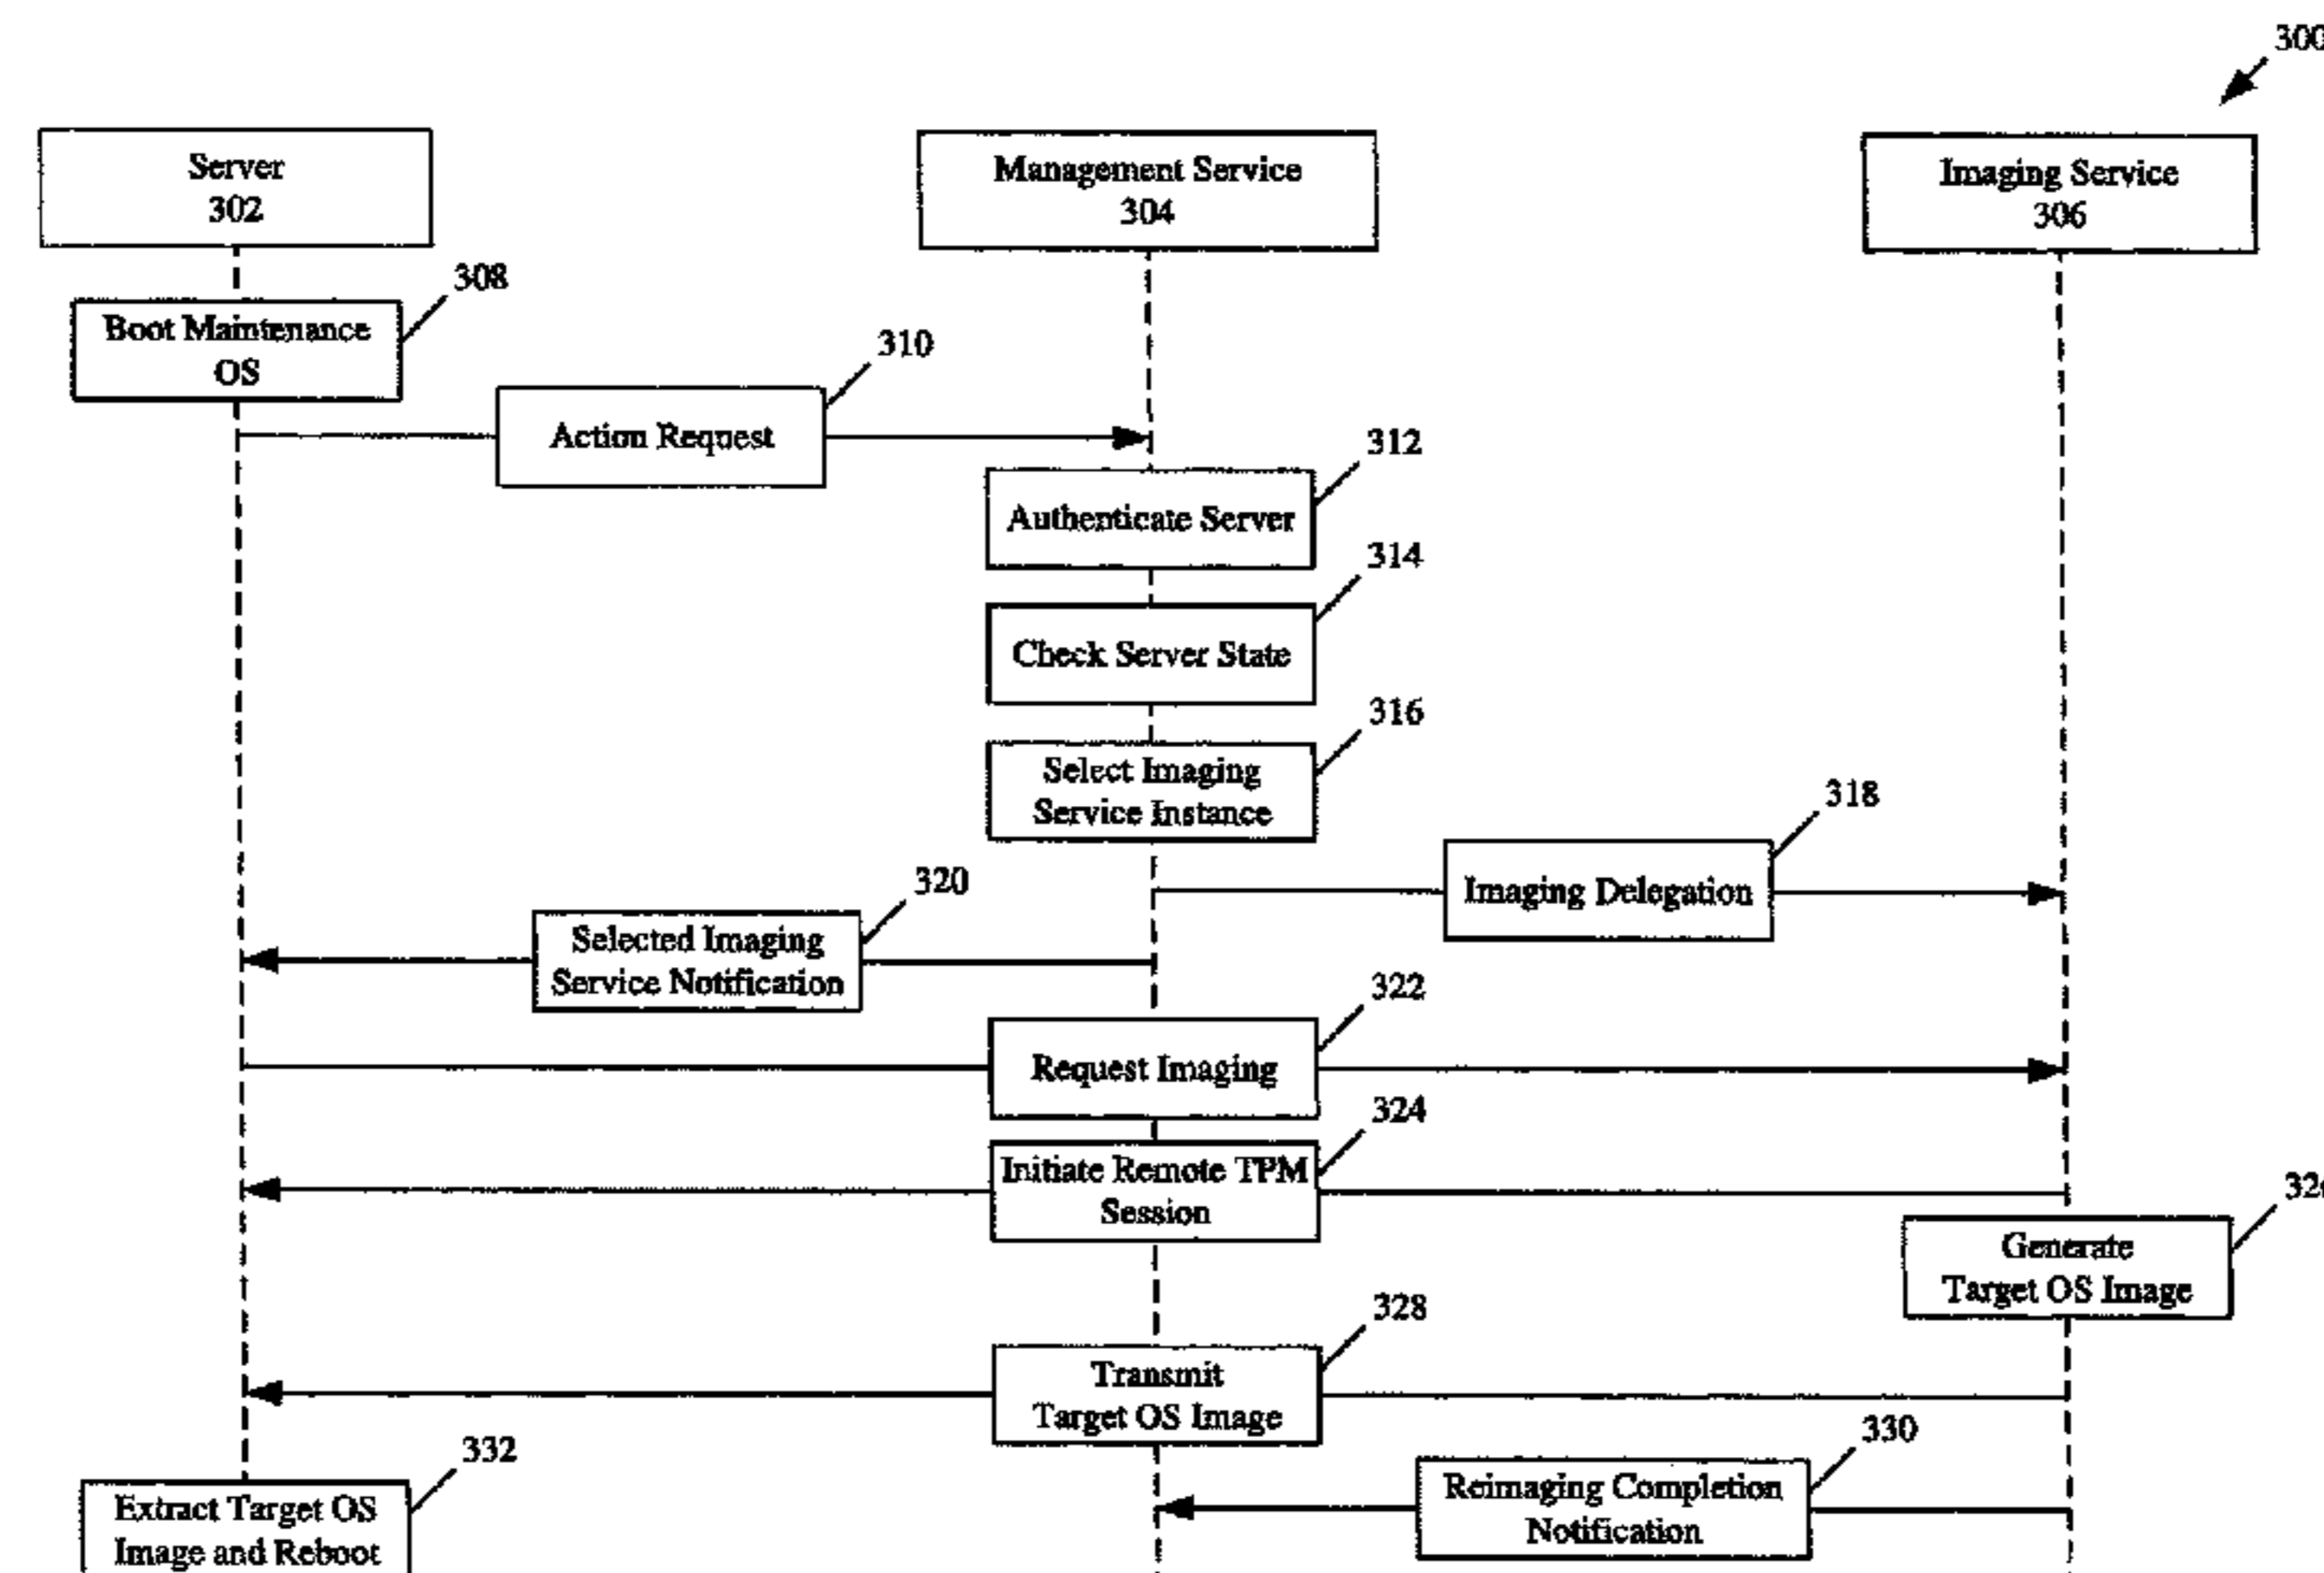 300
Server
302
Management Service
304
Imaging Service
306
308
Boot Maintenance
OS
310
Action Request
312
Authenticate Server
314
Check Server State
316
Select Imaging
Service Instance
318
Imaging Delegation
320
Selected Imaging
Service Notification
322
Request Imaging
324
Initiate Remote TPM
Session
Generate
Target OS Image
328
Transmit
Target OS Image
330
Reimaging Completion
Notification
332
Extract Target OS
Image and Reboot